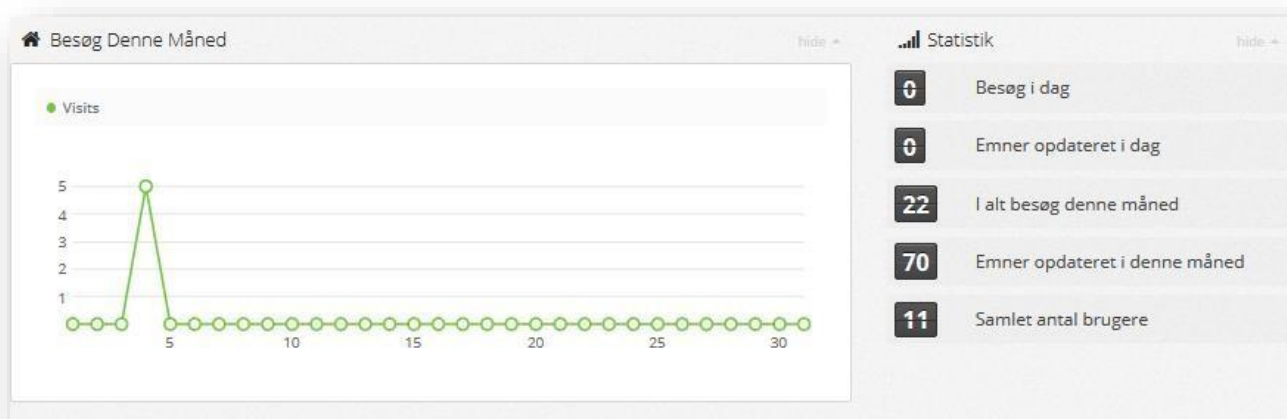 Besøg Denne Måned
hide
Visits
5
4
3
2
1
5 10 15 20 25 30
Statistik
hide
0 Besøg i dag
0 Emner opdateret i dag
22 I alt besøg denne måned
70 Emner opdateret i denne måned
11 Samlet antal brugere